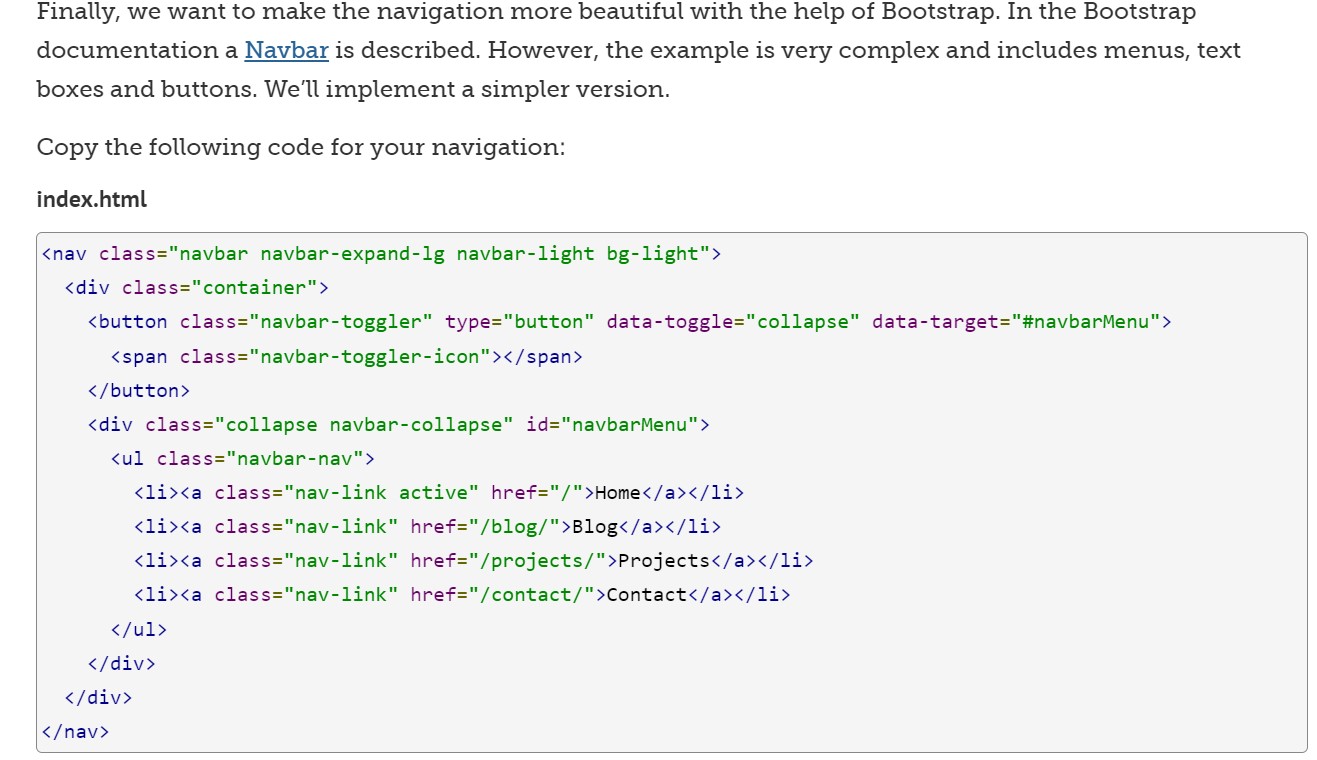 Finally, we want to make the navigation more beautiful with the help of Bootstrap. In the Bootstrap
documentation a Navbar is described. However, the example is very complex and includes menus, text
boxes and buttons. We’ll implement a simpler version.
Copy the following code for your navigation:
index.html
<nav class="navbar navbar-expand-lg navbar-light bg-light">
  <div class="container">
    <button class="navbar-toggler" type="button" data-toggle="collapse" data-target="#navbarMenu">
      <span class="navbar-toggler-icon"></span>
    </button>
    <div class="collapse navbar-collapse" id="navbarMenu">
      <ul class="navbar-nav">
        <li><a class="nav-link active" href="/">Home</a></li>
        <li><a class="nav-link" href="/blog/">Blog</a></li>
        <li><a class="nav-link" href="/projects/">Projects</a></li>
        <li><a class="nav-link" href="/contact/">Contact</a></li>
      </ul>
    </div>
  </div>
</nav>